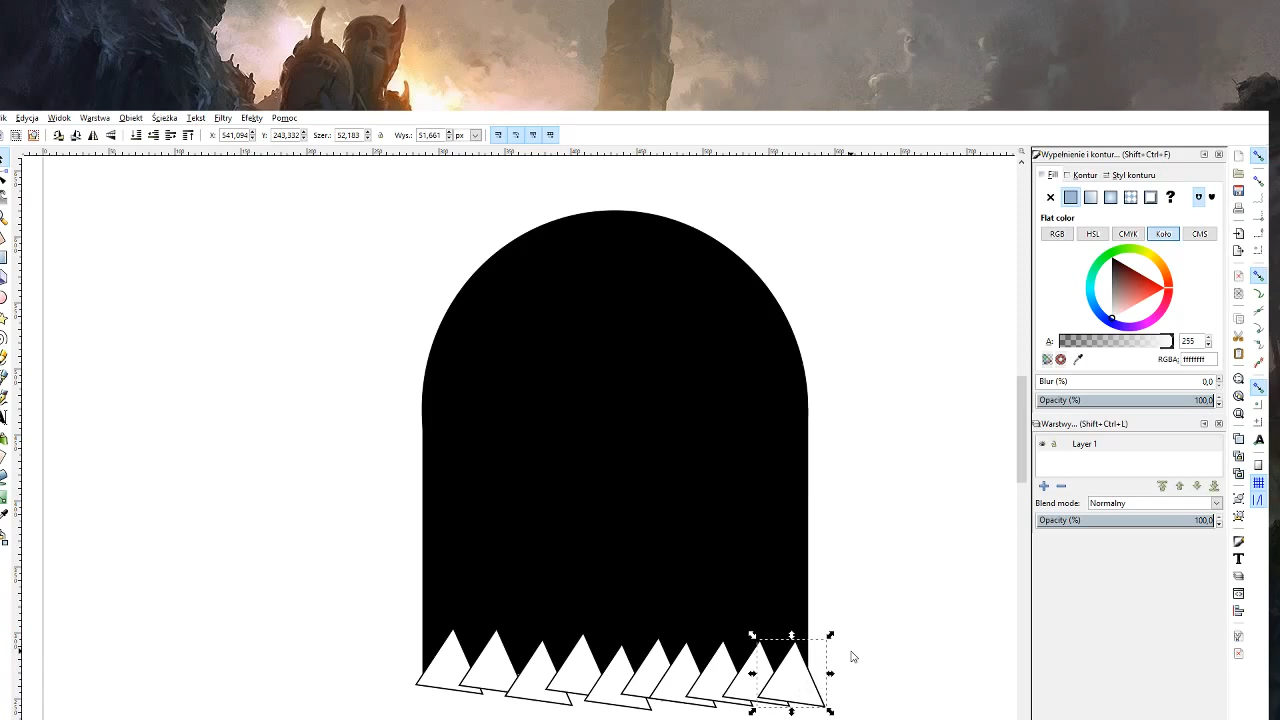 lik Edycja Widok Warstwa Obiekt Ścieżka Tekst Filtry Efekty Pomoc
X: 541,094 Y: 243,332 Szer.: 52,183 Wys.: 51,661 px
Wypełnienie i kontur... (Shift+Ctrl+F)
Fill Kontur Styl konturu
Flat color
RGB HSL CMYK Koło CMS
A: 255
RGBA: ffffffff
Blur (%) 0,0
Opacity (%) 100,0
Warstwy... (Shift+Ctrl+L)
Layer 1
Blend mode: Normalny
Opacity (%) 100,0